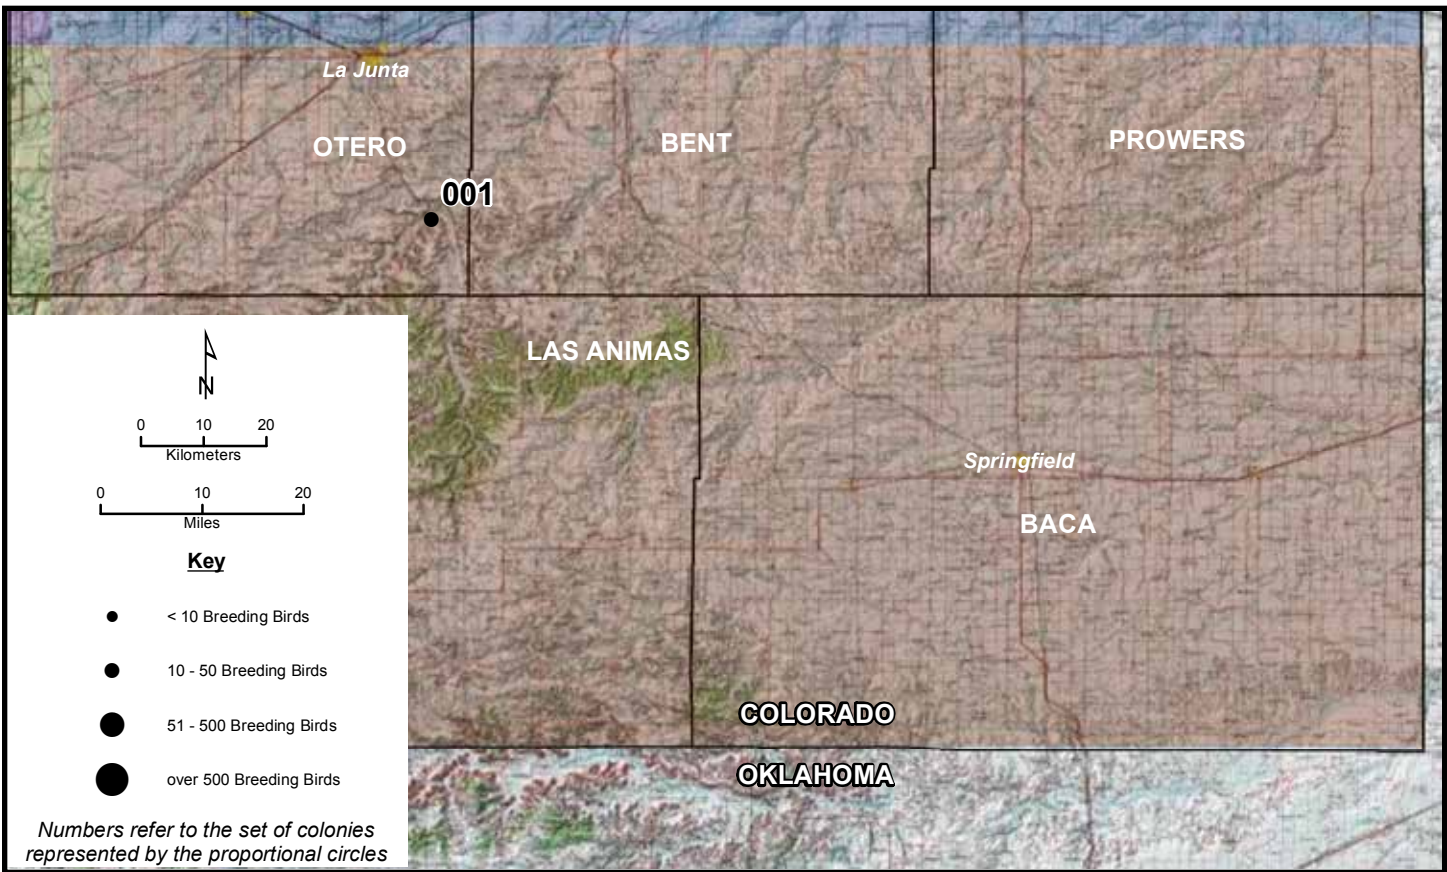 La Junta
OTERO
BENT
PROWERS
001
LAS ANIMAS
N
0 10 20
Kilometers
0 10 20
Miles
Key
< 10 Breeding Birds
10 - 50 Breeding Birds
51 - 500 Breeding Birds
over 500 Breeding Birds
Numbers refer to the set of colonies
represented by the proportional circles
Springfield
BACA
COLORADO
OKLAHOMA